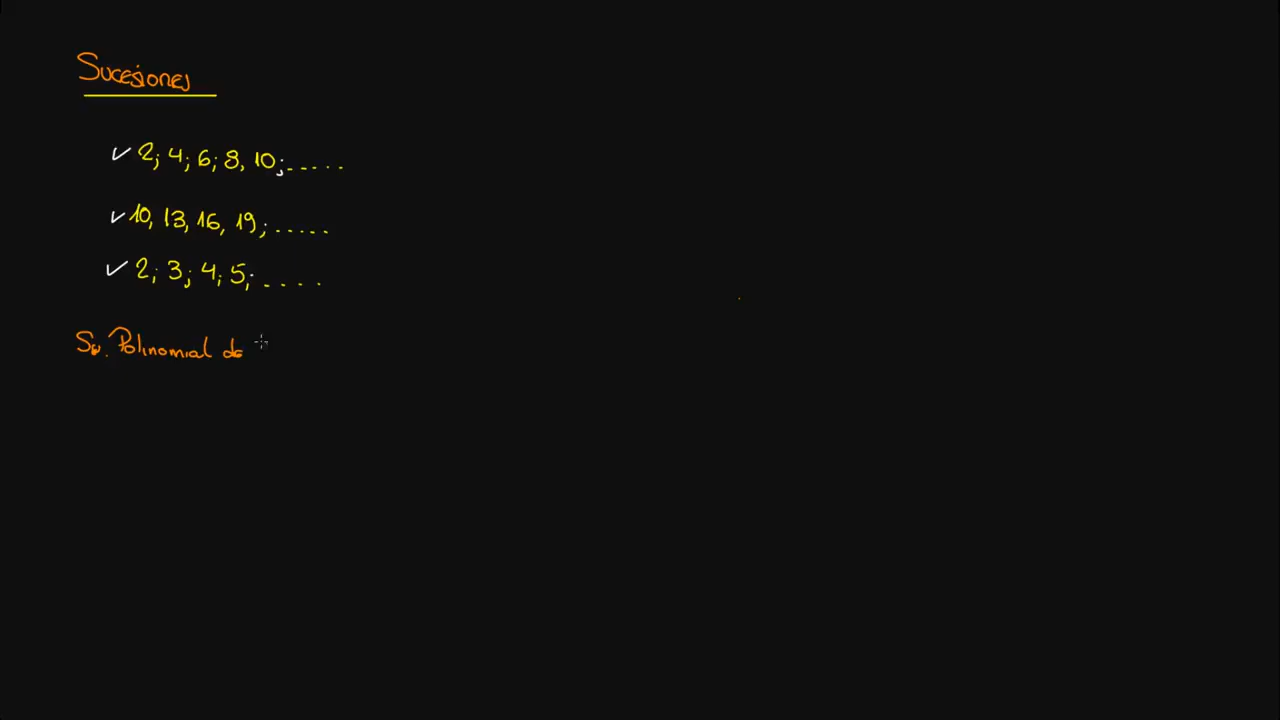 Sucesiones
✓ 2; 4; 6; 8, 10; .....
✓ 10, 13, 16, 19; .....
✓ 2; 3; 4; 5; ....
Su. Polinomial de